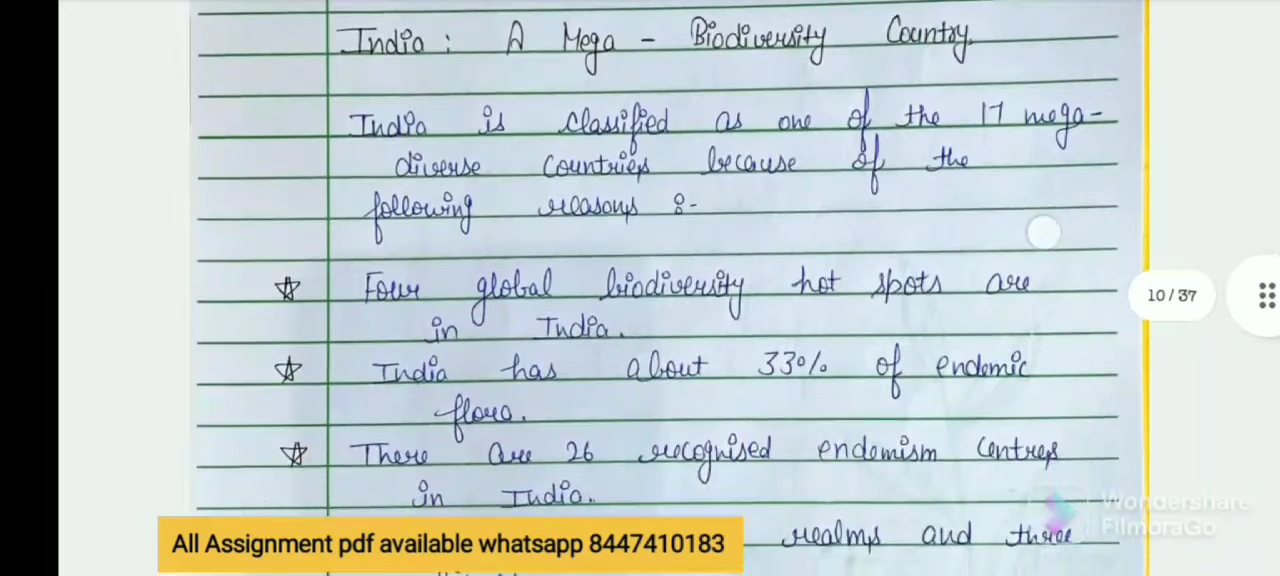 India : A Mega - Biodiversity Country.
India is classified as one of the 17 mega-
diverse countries because of the
following reasons :-
☆ Four global biodiversity hot spots are
in India.
☆ India has about 33% of endemic
flora.
☆ There are 26 recognised endemism centres
in India.
realms and three
10 / 37
All Assignment pdf available whatsapp 8447410183
Wondershare
FilmoraGo